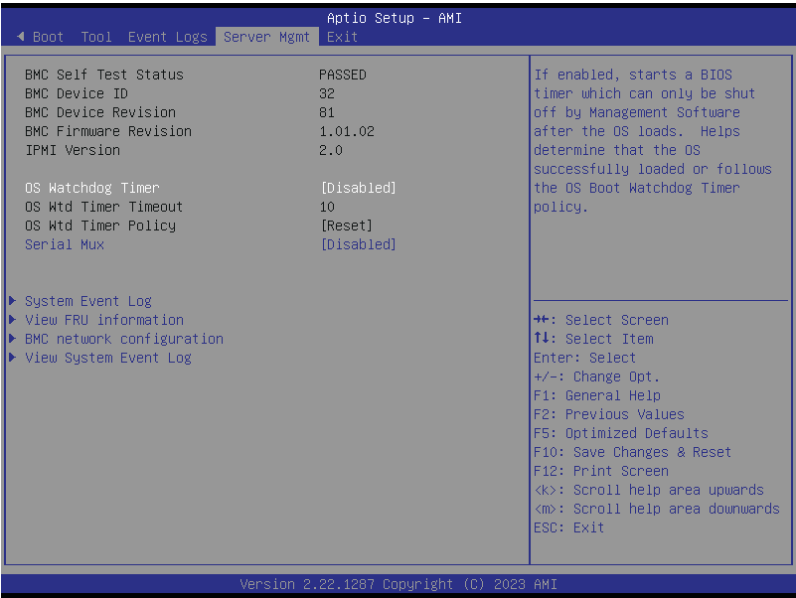 Aptio Setup – AMI
◀ Boot Tool Event Logs Server Mgmt Exit
BMC Self Test Status PASSED
BMC Device ID 32
BMC Device Revision 81
BMC Firmware Revision 1.01.02
IPMI Version 2.0
OS Watchdog Timer [Disabled]
OS Wtd Timer Timeout 10
OS Wtd Timer Policy [Reset]
Serial Mux [Disabled]
▶ System Event Log
▶ View FRU information
▶ BMC network configuration
▶ View System Event Log
If enabled, starts a BIOS
timer which can only be shut
off by Management Software
after the OS loads. Helps
determine that the OS
successfully loaded or follows
the OS Boot Watchdog Timer
policy.
→←: Select Screen
↑↓: Select Item
Enter: Select
+/-: Change Opt.
F1: General Help
F2: Previous Values
F5: Optimized Defaults
F10: Save Changes & Reset
F12: Print Screen
<k>: Scroll help area upwards
<m>: Scroll help area downwards
ESC: Exit
Version 2.22.1287 Copyright (C) 2023 AMI